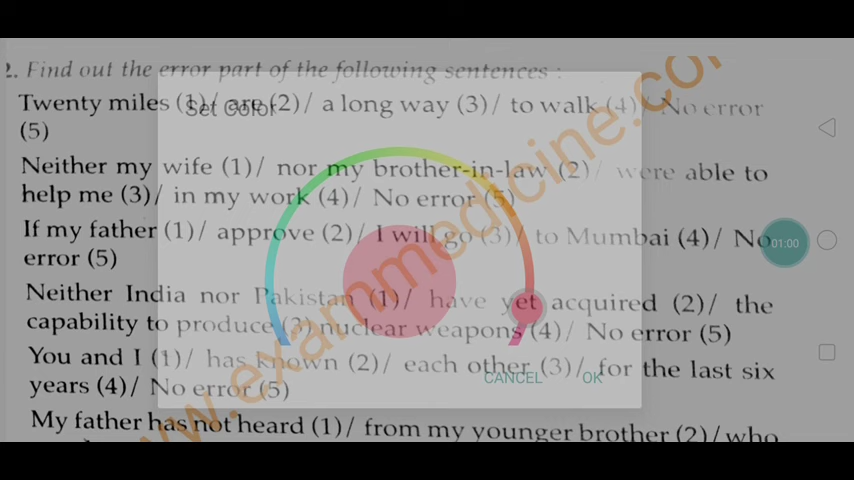 2. Find out the error part of the following sentences :
Twenty miles (1)/ are (2)/ a long way (3)/ to walk (4)/ No error
(5)
Set Color
Neither my wife (1)/ nor my brother-in-law (2)/ were able to
help me (3)/ in my work (4)/ No error (5)
If my father (1)/ approve (2)/ I will go (3)/ to Mumbai (4)/ No
error (5)
01:00
Neither India nor Pakistan (1)/ have yet acquired (2)/ the
capability to produce (3) nuclear weapons (4)/ No error (5)
You and I (1)/ has known (2)/ each other (3)/ for the last six
years (4)/ No error (5)
CANCEL OK
My father has not heard (1)/ from my younger brother (2)/ who
www.exammedicine.com